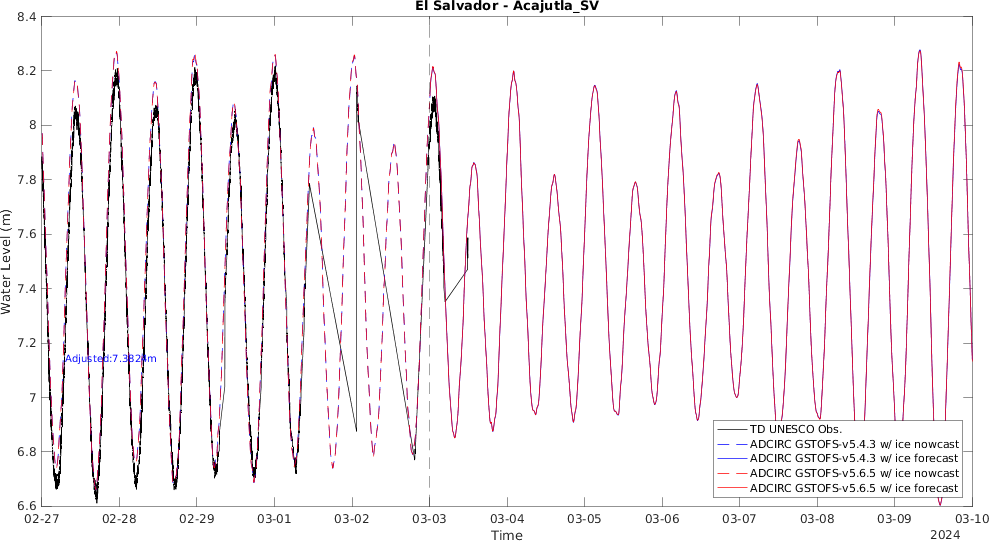 El Salvador - Acajutla_SV
8.4
8.2
8
7.8
7.6
7.4
7.2
7
6.8
6.6
Water Level (m)
Adjusted:7.3824m
TD UNESCO Obs.
ADCIRC GSTOFS-v5.4.3 w/ ice nowcast
ADCIRC GSTOFS-v5.4.3 w/ ice forecast
ADCIRC GSTOFS-v5.6.5 w/ ice nowcast
ADCIRC GSTOFS-v5.6.5 w/ ice forecast
02-27 02-28 02-29 03-01 03-02 03-03 03-04 03-05 03-06 03-07 03-08 03-09 03-10
Time
2024